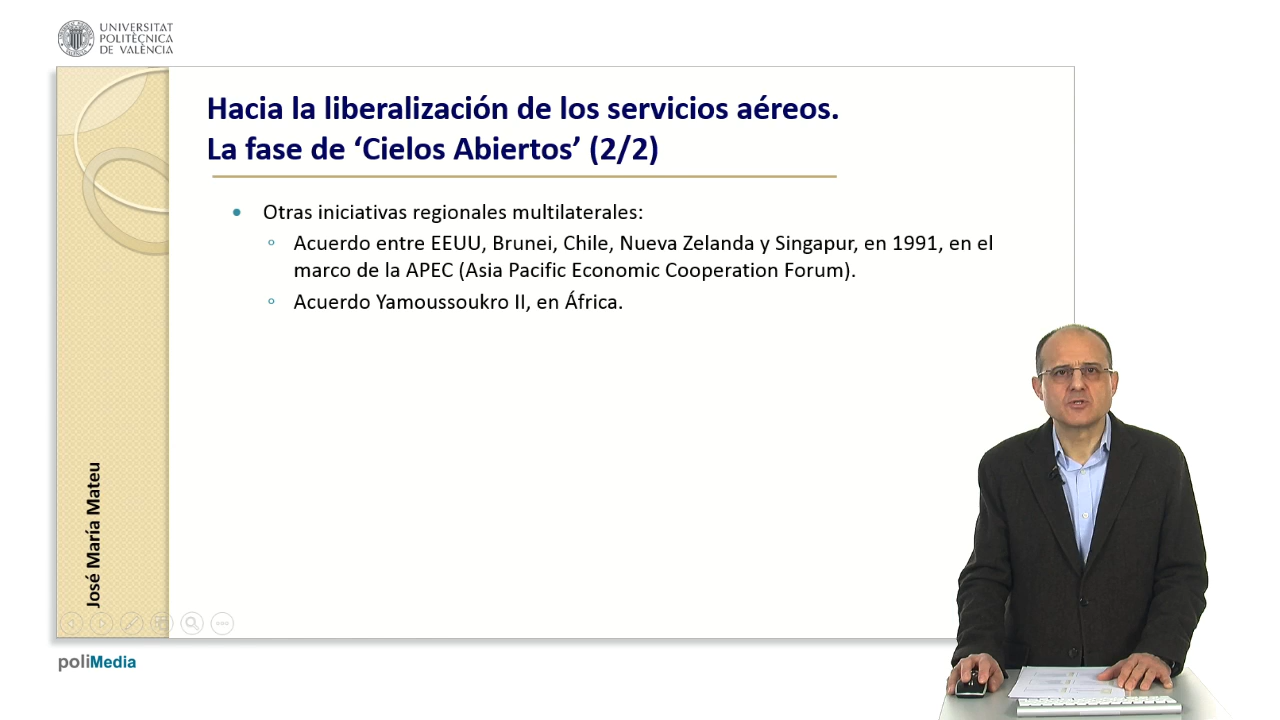 UNIVERSITAT
POLITÈCNICA
DE VALÈNCIA
Hacia la liberalización de los servicios aéreos.
La fase de ‘Cielos Abiertos’ (2/2)
Otras iniciativas regionales multilaterales:
Acuerdo entre EEUU, Brunei, Chile, Nueva Zelanda y Singapur, en 1991, en el
marco de la APEC (Asia Pacific Economic Cooperation Forum).
Acuerdo Yamoussoukro II, en África.
José María Mateu
poliMedia